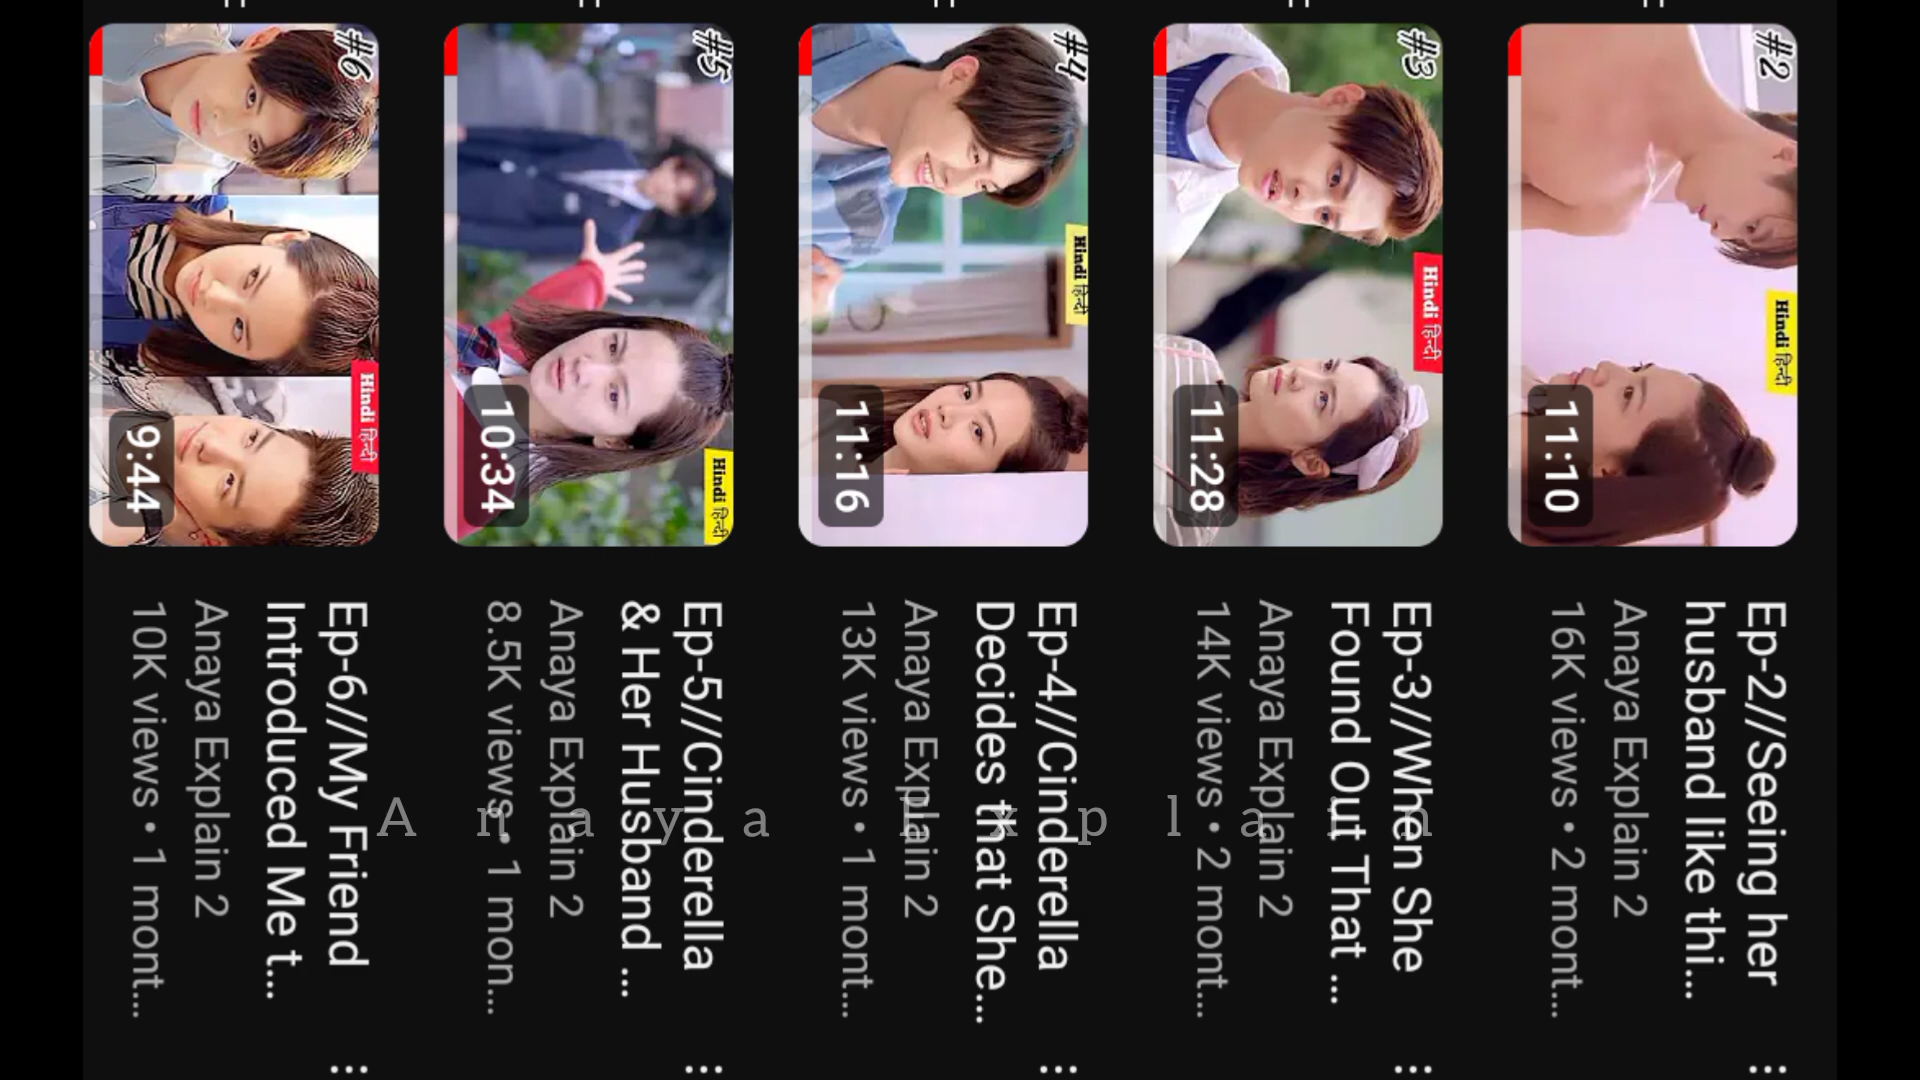 #2
Hindi हिन्दी
11:10
Ep-2//Seeing her
husband like thi...
Anaya Explain 2
16K views • 2 mont...
#3
Hindi हिन्दी
11:28
Ep-3//When She
Found Out That ...
Anaya Explain 2
14K views • 2 mont...
#4
Hindi हिन्दी
11:16
Ep-4//Cinderella
Decides that She...
Anaya Explain 2
13K views • 1 mont...
#5
Hindi हिन्दी
10:34
Ep-5//Cinderella
& Her Husband ...
Anaya Explain 2
8.5K views • 1 mon...
#6
Hindi हिन्दी
9:44
Ep-6//My Friend
Introduced Me t...
Anaya Explain 2
10K views • 1 mont...
Anaya Explain